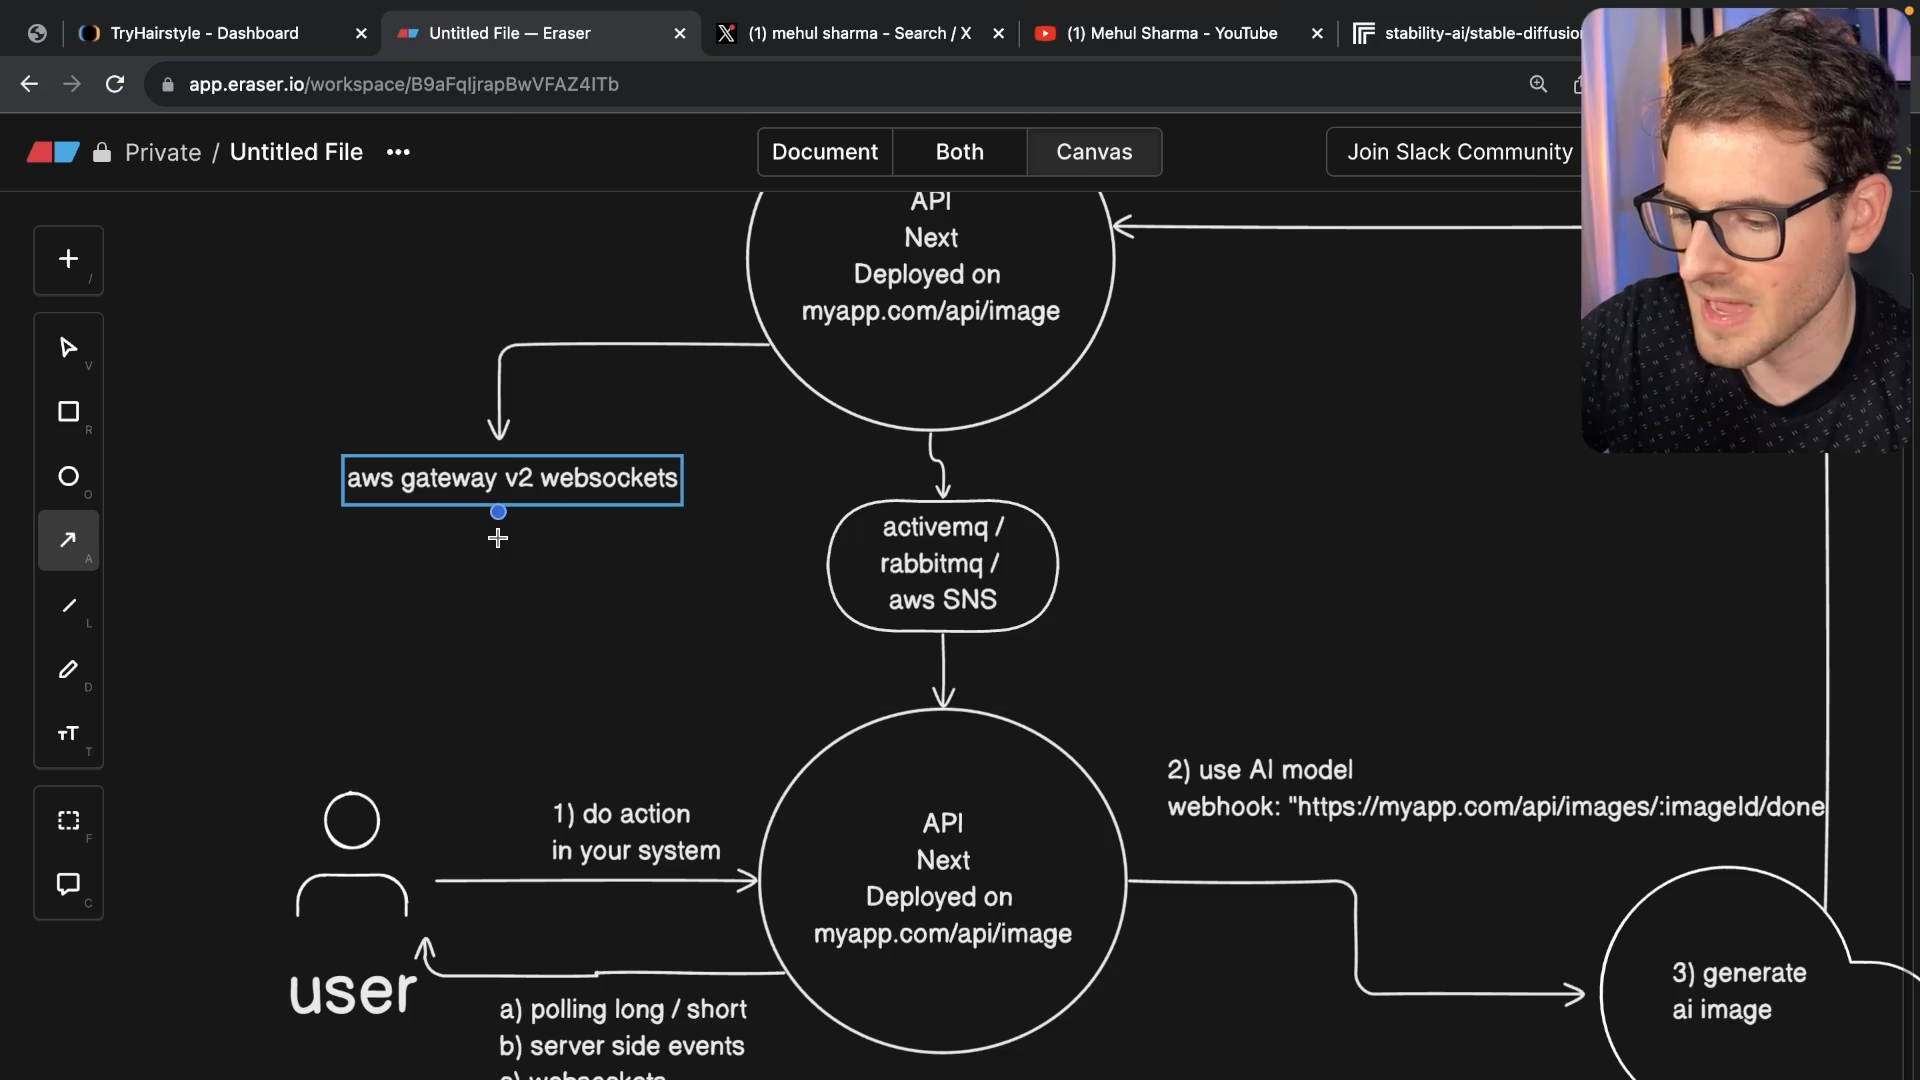 TryHairstyle - Dashboard
Untitled File — Eraser
(1) mehul sharma - Search / X
(1) Mehul Sharma - YouTube
stability-ai/stable-diffusion
app.eraser.io/workspace/B9aFqIjrapBwVFAZ4ITb
Private / Untitled File •••
Document
Both
Canvas
Join Slack Community
/
V
R
O
A
L
D
TT
T
F
C
API
Next
Deployed on
myapp.com/api/image
aws gateway v2 websockets
activemq /
rabbitmq /
aws SNS
1) do action
in your system
user
API
Next
Deployed on
myapp.com/api/image
2) use AI model
webhook: "https://myapp.com/api/images/:imageId/done
3) generate
ai image
a) polling long / short
b) server side events
c) websockets